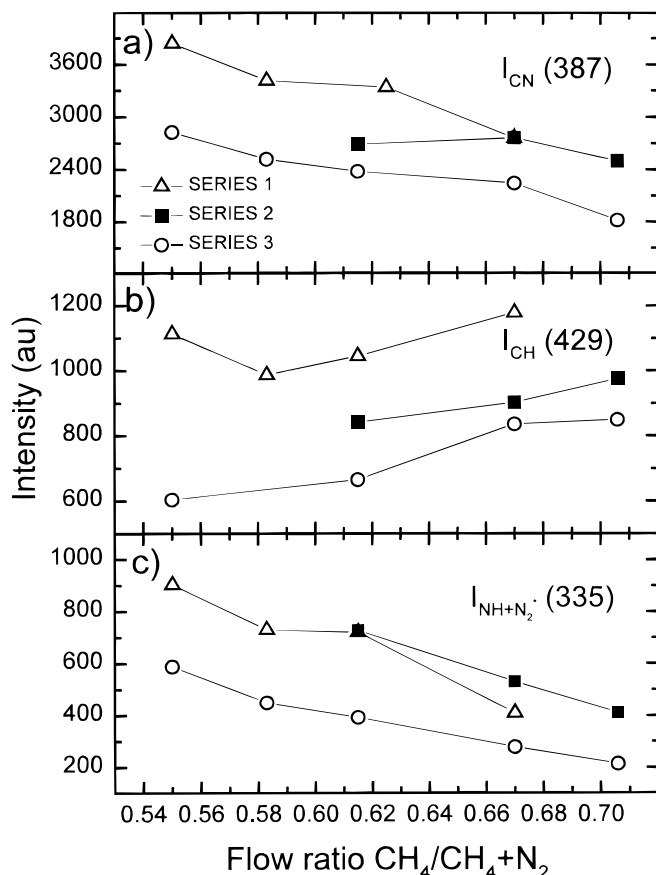 a)
I_CN (387)
3600
3000
2400
1800
SERIES 1
SERIES 2
SERIES 3
b)
I_CH (429)
1200
1000
800
600
Intensity (au)
c)
I_NH+N₂* (335)
1000
800
600
400
200
0.54 0.56 0.58 0.60 0.62 0.64 0.66 0.68 0.70
Flow ratio CH₄/CH₄+N₂